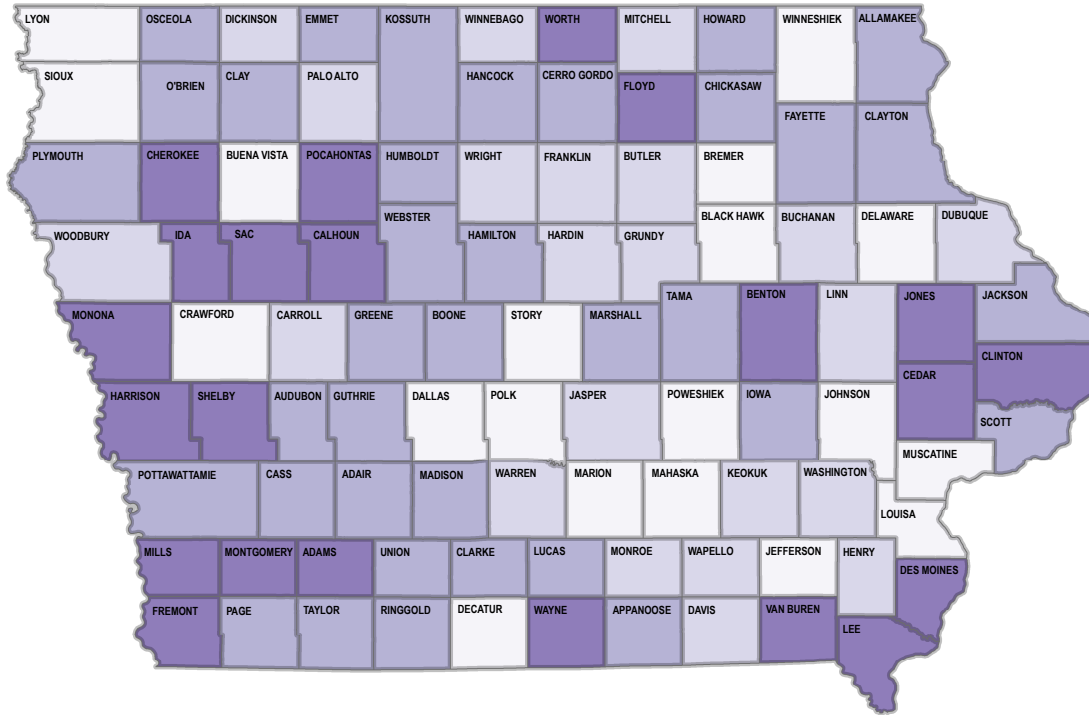 LYON
OSCEOLA
DICKINSON
EMMET
KOSSUTH
WINNEBAGO
WORTH
MITCHELL
HOWARD
WINNESHIEK
ALLAMAKEE
SIOUX
O'BRIEN
CLAY
PALO ALTO
HANCOCK
CERRO GORDO
FLOYD
CHICKASAW
FAYETTE
CLAYTON
PLYMOUTH
CHEROKEE
BUENA VISTA
POCAHONTAS
HUMBOLDT
WRIGHT
FRANKLIN
BUTLER
BREMER
WEBSTER
BLACK HAWK
BUCHANAN
DELAWARE
DUBUQUE
WOODBURY
IDA
SAC
CALHOUN
HAMILTON
HARDIN
GRUNDY
TAMA
BENTON
LINN
JONES
JACKSON
MONONA
CRAWFORD
CARROLL
GREENE
BOONE
STORY
MARSHALL
CLINTON
CEDAR
HARRISON
SHELBY
AUDUBON
GUTHRIE
DALLAS
POLK
JASPER
POWESHIEK
IOWA
JOHNSON
SCOTT
MUSCATINE
POTTAWATTAMIE
CASS
ADAIR
MADISON
WARREN
MARION
MAHASKA
KEOKUK
WASHINGTON
LOUISA
MILLS
MONTGOMERY
ADAMS
UNION
CLARKE
LUCAS
MONROE
WAPELLO
JEFFERSON
HENRY
DES MOINES
FREMONT
PAGE
TAYLOR
RINGGOLD
DECATUR
WAYNE
APPANOOSE
DAVIS
VAN BUREN
LEE